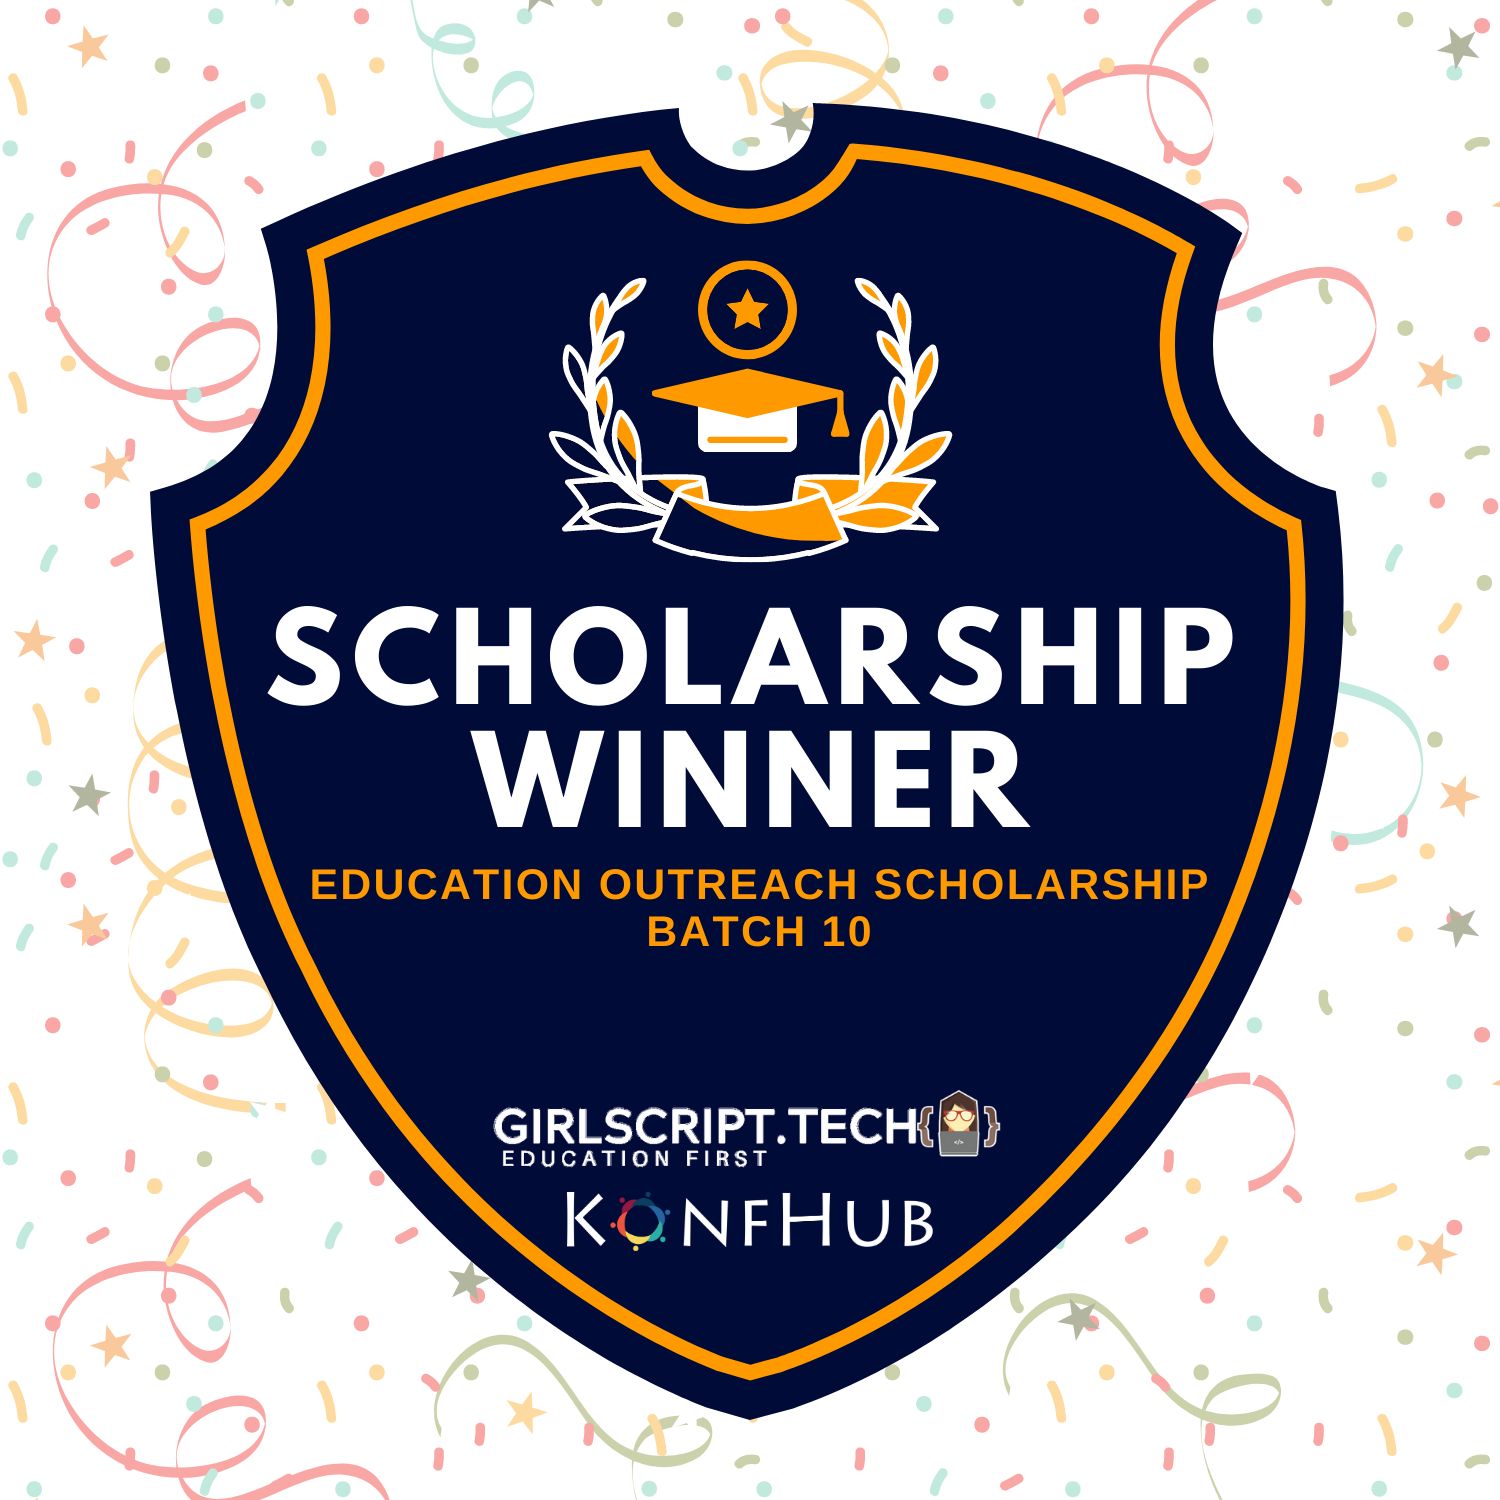 SCHOLARSHIP
WINNER
EDUCATION OUTREACH SCHOLARSHIP
BATCH 10
GIRLSCRIPT.TECH{ </> }
EDUCATION FIRST
KONFHUB